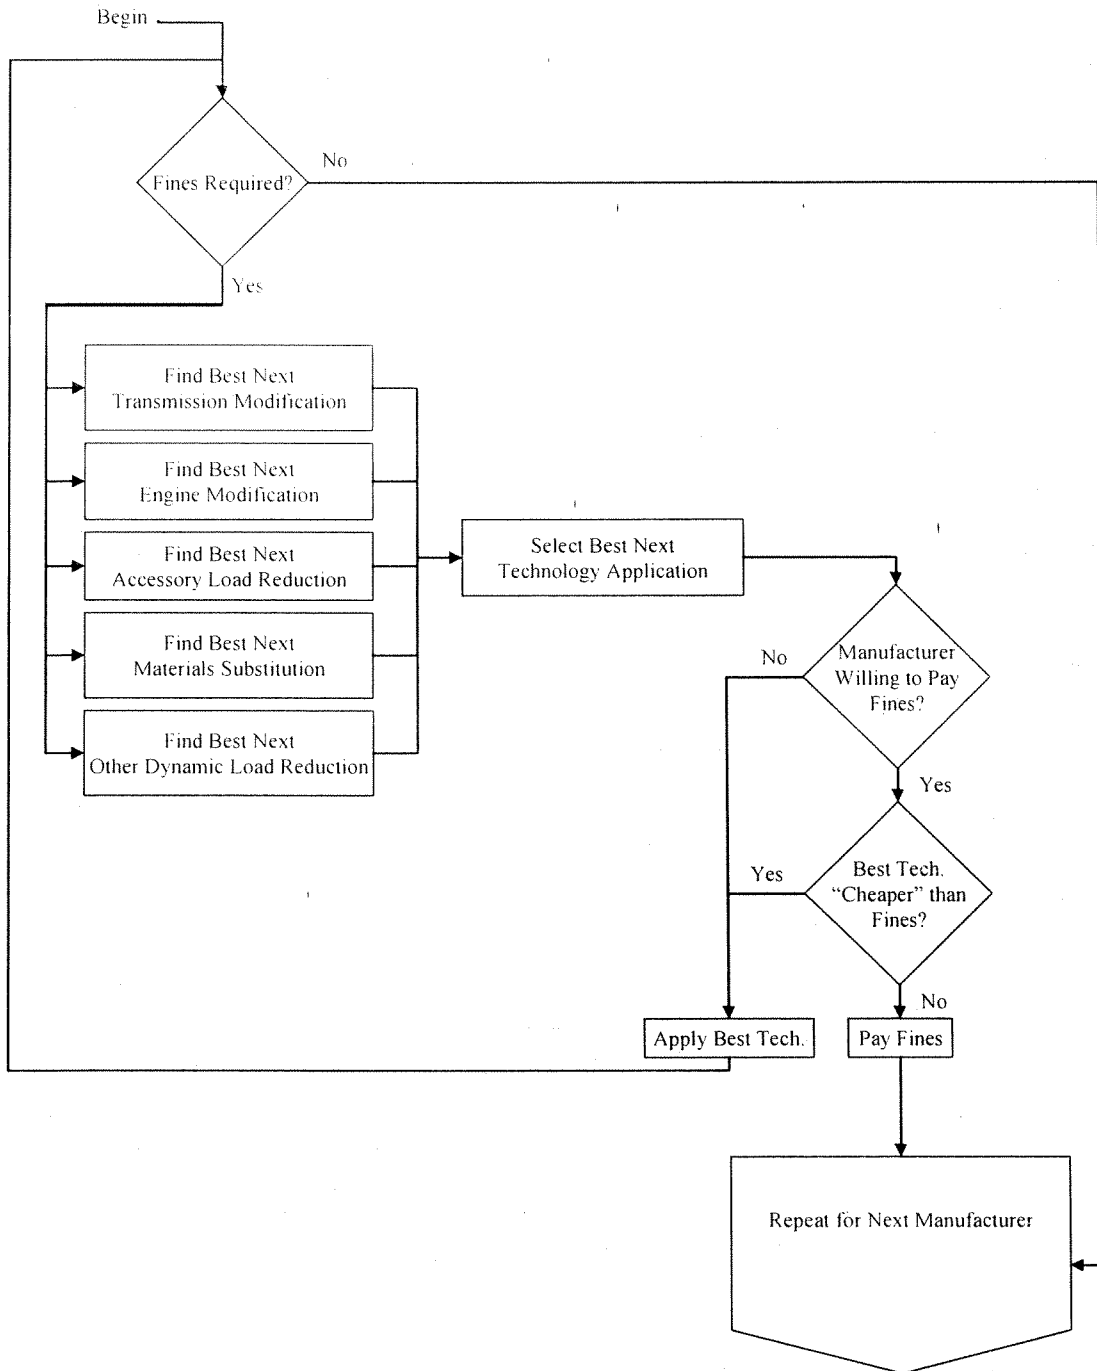 Begin
No
Fines Required?
Yes
Find Best Next
Transmission Modification
Find Best Next
Engine Modification
Find Best Next
Accessory Load Reduction
Find Best Next
Materials Substitution
Find Best Next
Other Dynamic Load Reduction
Select Best Next
Technology Application
No
Manufacturer
Willing to Pay
Fines?
Yes
Yes
Best Tech.
“Cheaper” than
Fines?
No
Apply Best Tech.
Pay Fines
Repeat for Next Manufacturer